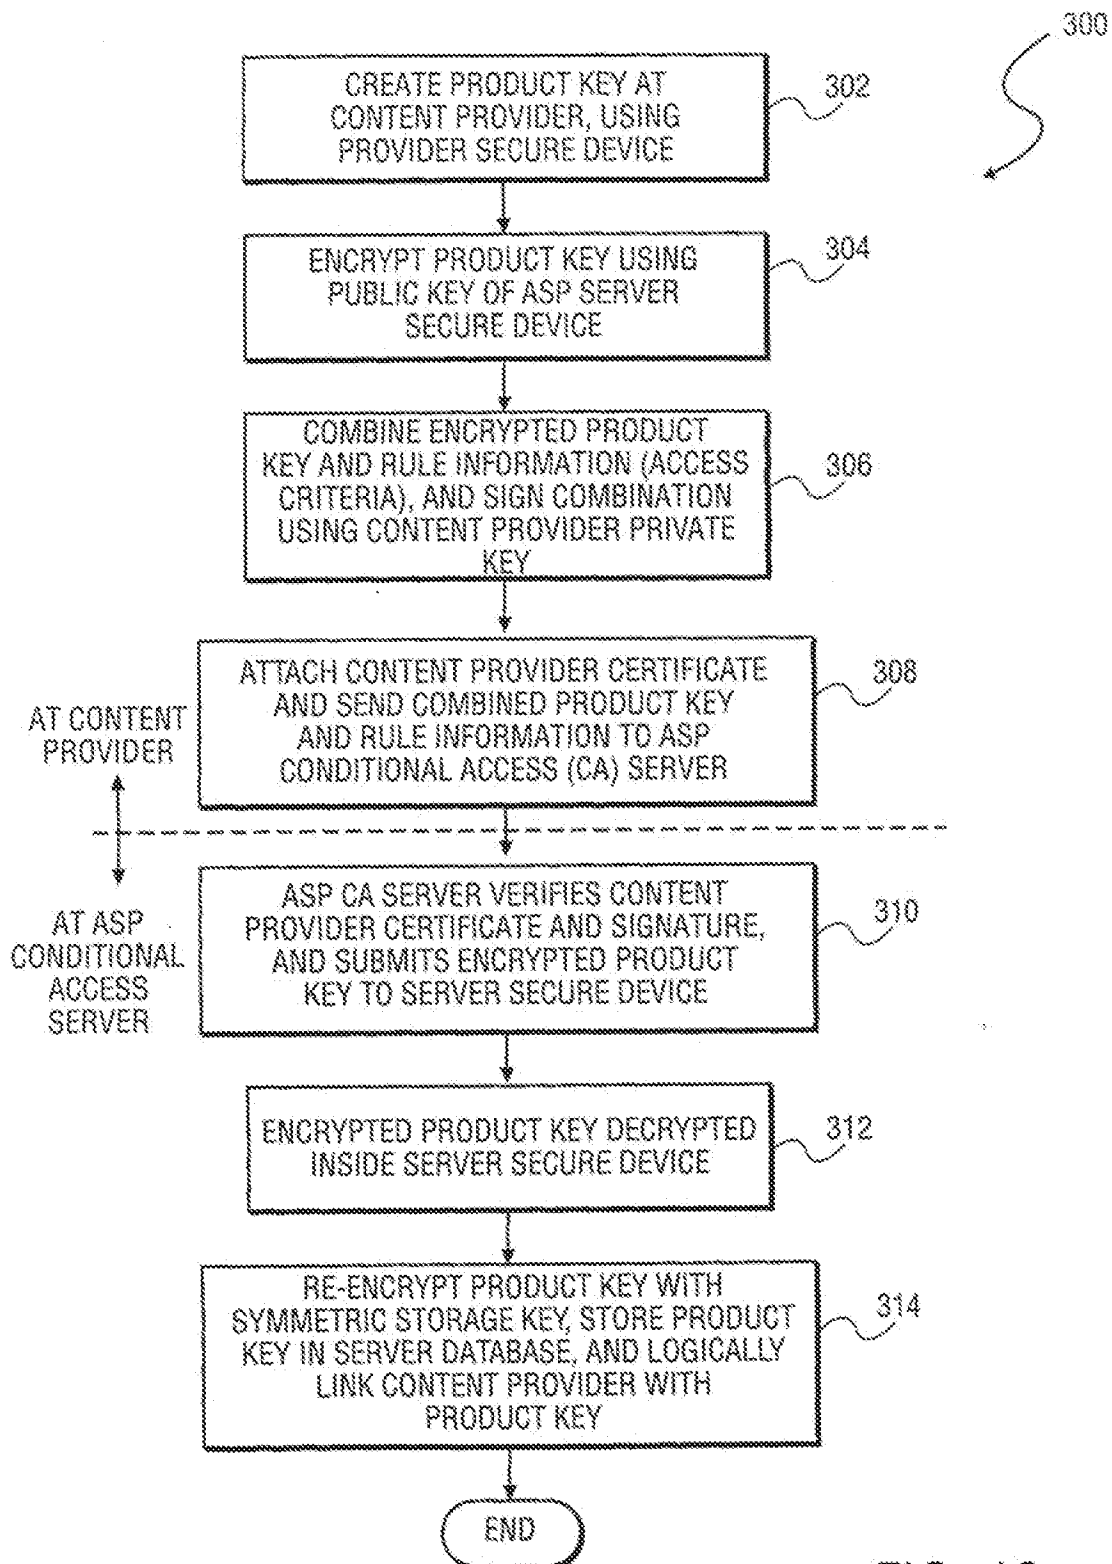 300
CREATE PRODUCT KEY AT
CONTENT PROVIDER, USING
PROVIDER SECURE DEVICE
302
ENCRYPT PRODUCT KEY USING
PUBLIC KEY OF ASP SERVER
SECURE DEVICE
304
COMBINE ENCRYPTED PRODUCT
KEY AND RULE INFORMATION (ACCESS
CRITERIA), AND SIGN COMBINATION
USING CONTENT PROVIDER PRIVATE
KEY
306
ATTACH CONTENT PROVIDER CERTIFICATE
AND SEND COMBINED PRODUCT KEY
AND RULE INFORMATION TO ASP
CONDITIONAL ACCESS (CA) SERVER
308
AT CONTENT
PROVIDER
AT ASP
CONDITIONAL
ACCESS
SERVER
ASP CA SERVER VERIFIES CONTENT
PROVIDER CERTIFICATE AND SIGNATURE,
AND SUBMITS ENCRYPTED PRODUCT
KEY TO SERVER SECURE DEVICE
310
ENCRYPTED PRODUCT KEY DECRYPTED
INSIDE SERVER SECURE DEVICE
312
RE-ENCRYPT PRODUCT KEY WITH
SYMMETRIC STORAGE KEY, STORE PRODUCT
KEY IN SERVER DATABASE, AND LOGICALLY
LINK CONTENT PROVIDER WITH
PRODUCT KEY
314
END